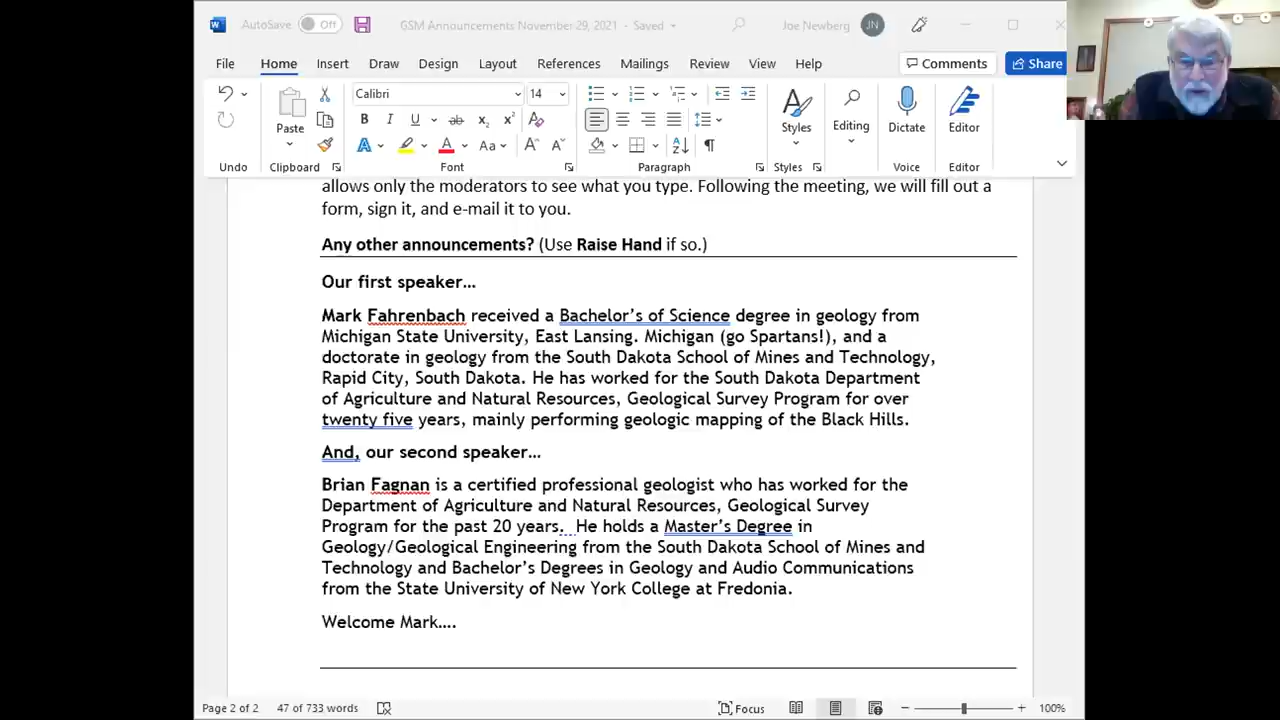 AutoSave Off GSM Announcements November 29, 2021 - Saved Joe Newberg JN
File Home Insert Draw Design Layout References Mailings Review View Help Comments Share
Calibri 14
Paste Styles Editing Dictate Editor
Undo Clipboard Font Paragraph Styles Voice Editor
allows only the moderators to see what you type. Following the meeting, we will fill out a
form, sign it, and e-mail it to you.
Any other announcements? (Use Raise Hand if so.)
Our first speaker…
Mark Fahrenbach received a Bachelor's of Science degree in geology from
Michigan State University, East Lansing. Michigan (go Spartans!), and a
doctorate in geology from the South Dakota School of Mines and Technology,
Rapid City, South Dakota. He has worked for the South Dakota Department
of Agriculture and Natural Resources, Geological Survey Program for over
twenty five years, mainly performing geologic mapping of the Black Hills.
And, our second speaker…
Brian Fagnan is a certified professional geologist who has worked for the
Department of Agriculture and Natural Resources, Geological Survey
Program for the past 20 years. He holds a Master's Degree in
Geology/Geological Engineering from the South Dakota School of Mines and
Technology and Bachelor's Degrees in Geology and Audio Communications
from the State University of New York College at Fredonia.
Welcome Mark….
Page 2 of 2 47 of 733 words Focus 100%